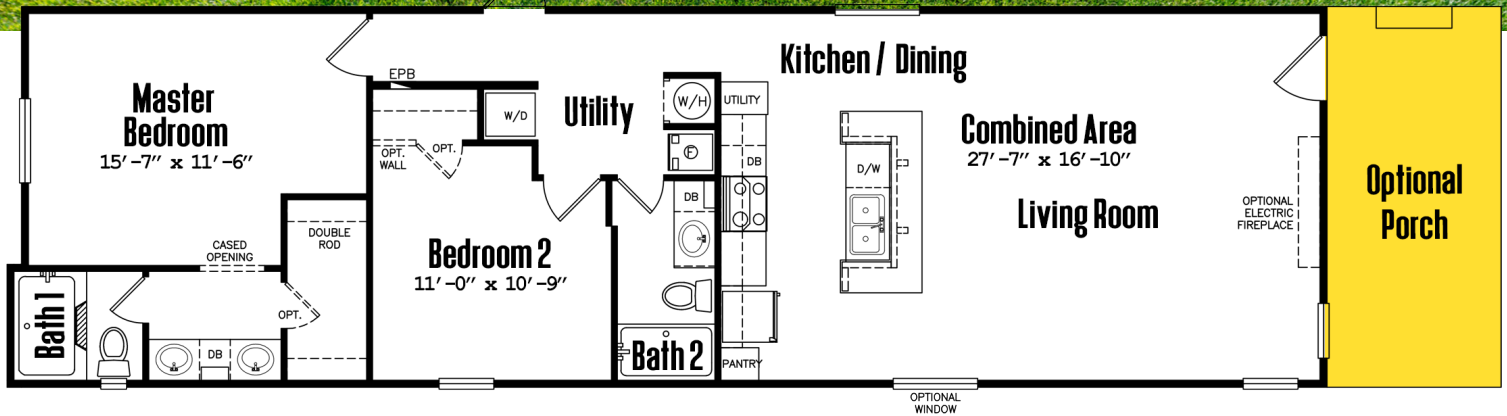 Master
Bedroom
15'-7" x 11'-6"
EPB
W/D
Utility
W/H
F
UTILITY
Kitchen / Dining
Combined Area
27'-7" x 16'-10"
Living Room
OPT.
WALL
OPT.
DB
D/W
OPTIONAL
ELECTRIC
FIREPLACE
Optional
Porch
CASED
OPENING
DOUBLE
ROD
Bedroom 2
11'-0" x 10'-9"
DB
Bath 1
OPT.
DB
Bath 2
PANTRY
OPTIONAL
WINDOW